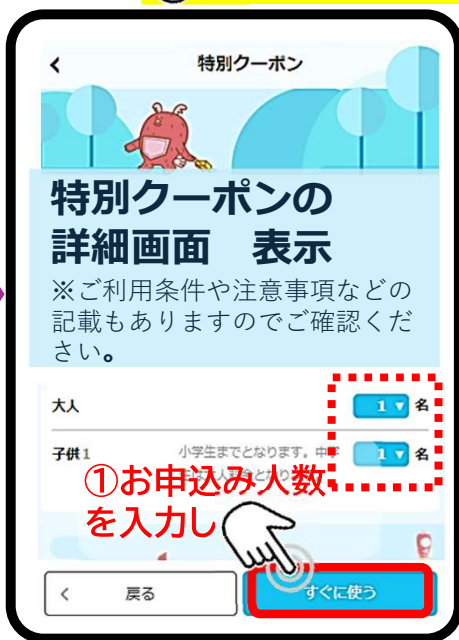 特別クーポン
特別クーポンの
詳細画面　表示
※ご利用条件や注意事項などの
記載もありますのでご確認くだ
さい。
大人
1 ▼ 名
子供1
小学生までとなります。中学
1 ▼ 名
①お申込み人数
を入力し
< 戻る
すぐに使う